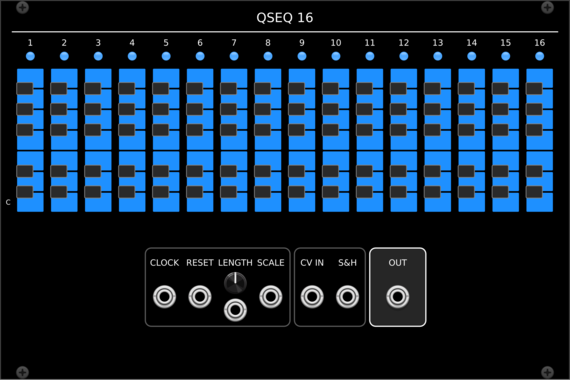 QSEQ 16
1 2 3 4 5 6 7 8 9 10 11 12 13 14 15 16
C
CLOCK RESET LENGTH SCALE CV IN S&H OUT